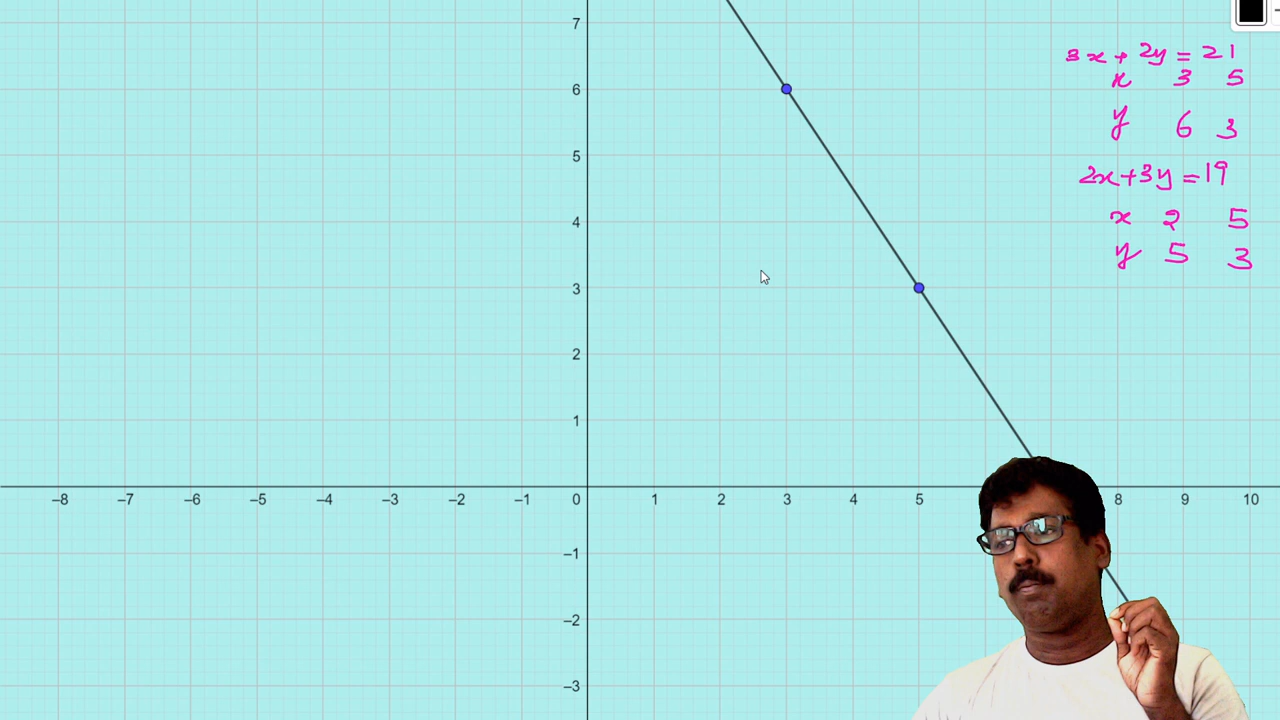 3x + 2y = 21
x 3 5
y 6 3
2x+3y=19
x 2 5
y 5 3
7
6
5
4
3
2
1
–8 –7 –6 –5 –4 –3 –2 –1 0 1 2 3 4 5 8 9 10
–1
–2
–3